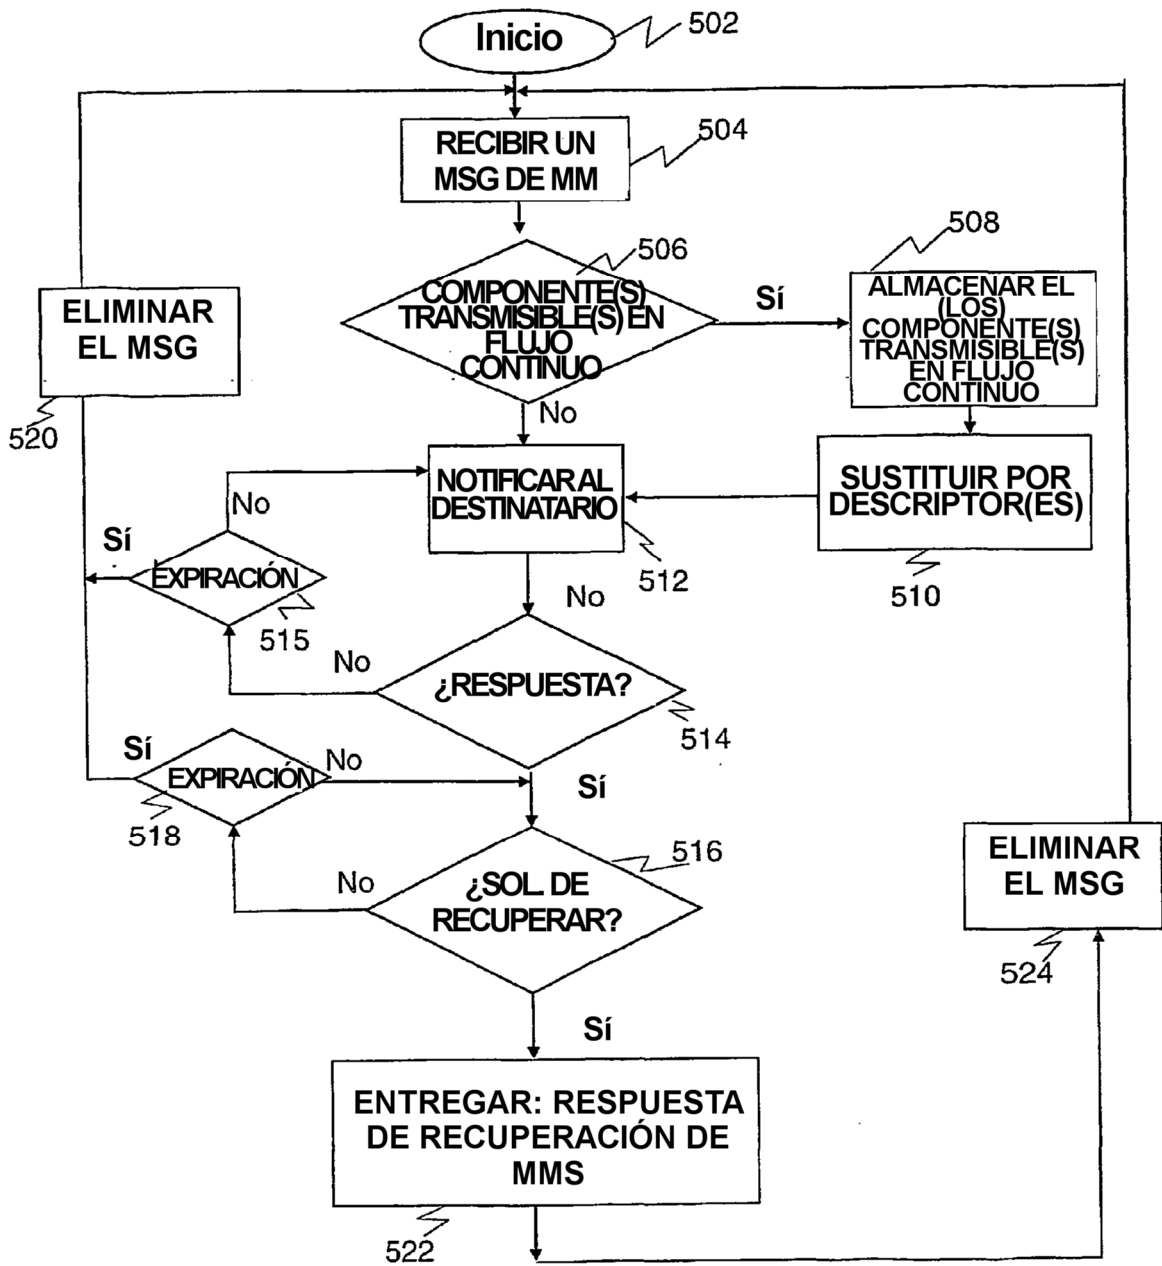 Inicio
502
RECIBIR UN
MSG DE MM
504
506
COMPONENTE(S)
TRANSMISIBLE(S) EN
FLUJO
CONTINUO
Sí
508
ALMACENAR EL
(LOS)
COMPONENTE(S)
TRANSMISIBLE(S)
EN FLUJO
CONTINUO
ELIMINAR
EL MSG
520
No
NOTIFICAR AL
DESTINATARIO
512
SUSTITUIR POR
DESCRIPTOR(ES)
510
No
Sí
EXPIRACIÓN
515
No
No
¿RESPUESTA?
514
Sí
EXPIRACIÓN
No
518
Sí
516
No
¿SOL. DE
RECUPERAR?
ELIMINAR
EL MSG
524
Sí
ENTREGAR: RESPUESTA
DE RECUPERACIÓN DE
MMS
522